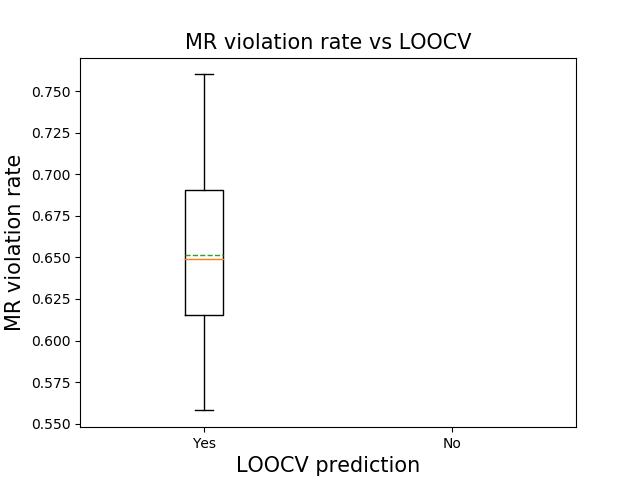 MR violation rate vs LOOCV
MR violation rate
0.750
0.725
0.700
0.675
0.650
0.625
0.600
0.575
0.550
Yes
No
LOOCV prediction